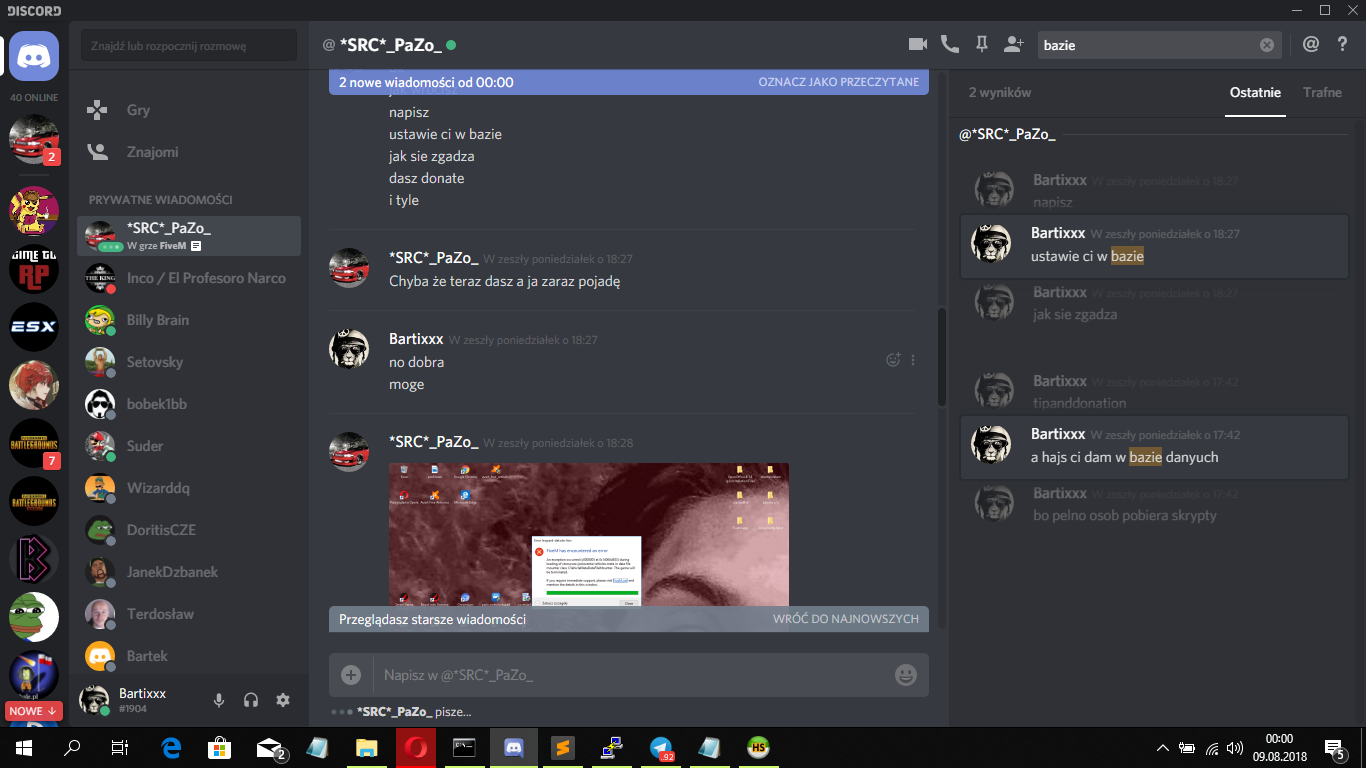 DISCORD
40 ONLINE
2
GIME TO
RP
ESX
BATTLEGROUNDS
7
BATTLEGROUNDS
B
NOWE ↓
Znajdź lub rozpocznij rozmowę
Gry
Znajomi
PRYWATNE WIADOMOŚCI
*SRC*_PaZo_
W grze FiveM
THE KING
Inco / El Profesoro Narco
Billy Brain
Setovsky
bobek1bb
Suder
Wizarddq
DoritisCZE
JanekDzbanek
Terdosław
Bartek
Bartixxx
#1904
@ *SRC*_PaZo_
2 nowe wiadomości od 00:00
OZNACZ JAKO PRZECZYTANE
napisz
ustawie ci w bazie
jak sie zgadza
dasz donate
i tyle
*SRC*_PaZo_ W zeszły poniedziałek o 18:27
Chyba że teraz dasz a ja zaraz pojadę
Bartixxx W zeszły poniedziałek o 18:27
no dobra
moge
*SRC*_PaZo_ W zeszły poniedziałek o 18:28
FiveM has encountered an error
Przeglądasz starsze wiadomości
WRÓĆ DO NAJNOWSZYCH
Napisz w @*SRC*_PaZo_
*SRC*_PaZo_ pisze...
bazie
2 wyników
Ostatnie
Trafne
@*SRC*_PaZo_
Bartixxx W zeszły poniedziałek o 18:27
napisz
Bartixxx W zeszły poniedziałek o 18:27
ustawie ci w bazie
Bartixxx W zeszły poniedziałek o 18:27
jak sie zgadza
Bartixxx W zeszły poniedziałek o 17:42
tipanddonation
Bartixxx W zeszły poniedziałek o 17:42
a hajs ci dam w bazie danyuch
Bartixxx W zeszły poniedziałek o 17:42
bo pelno osob pobiera skrypty
2
92
HS
00:00
09.08.2018
5